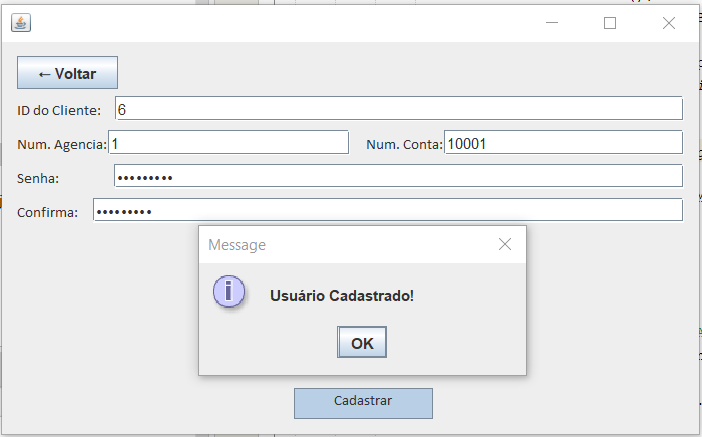 ← Voltar
ID do Cliente: 6
Num. Agencia: 1 Num. Conta: 10001
Senha: •••••••••
Confirma: •••••••••
Message
i
Usuário Cadastrado!
OK
Cadastrar